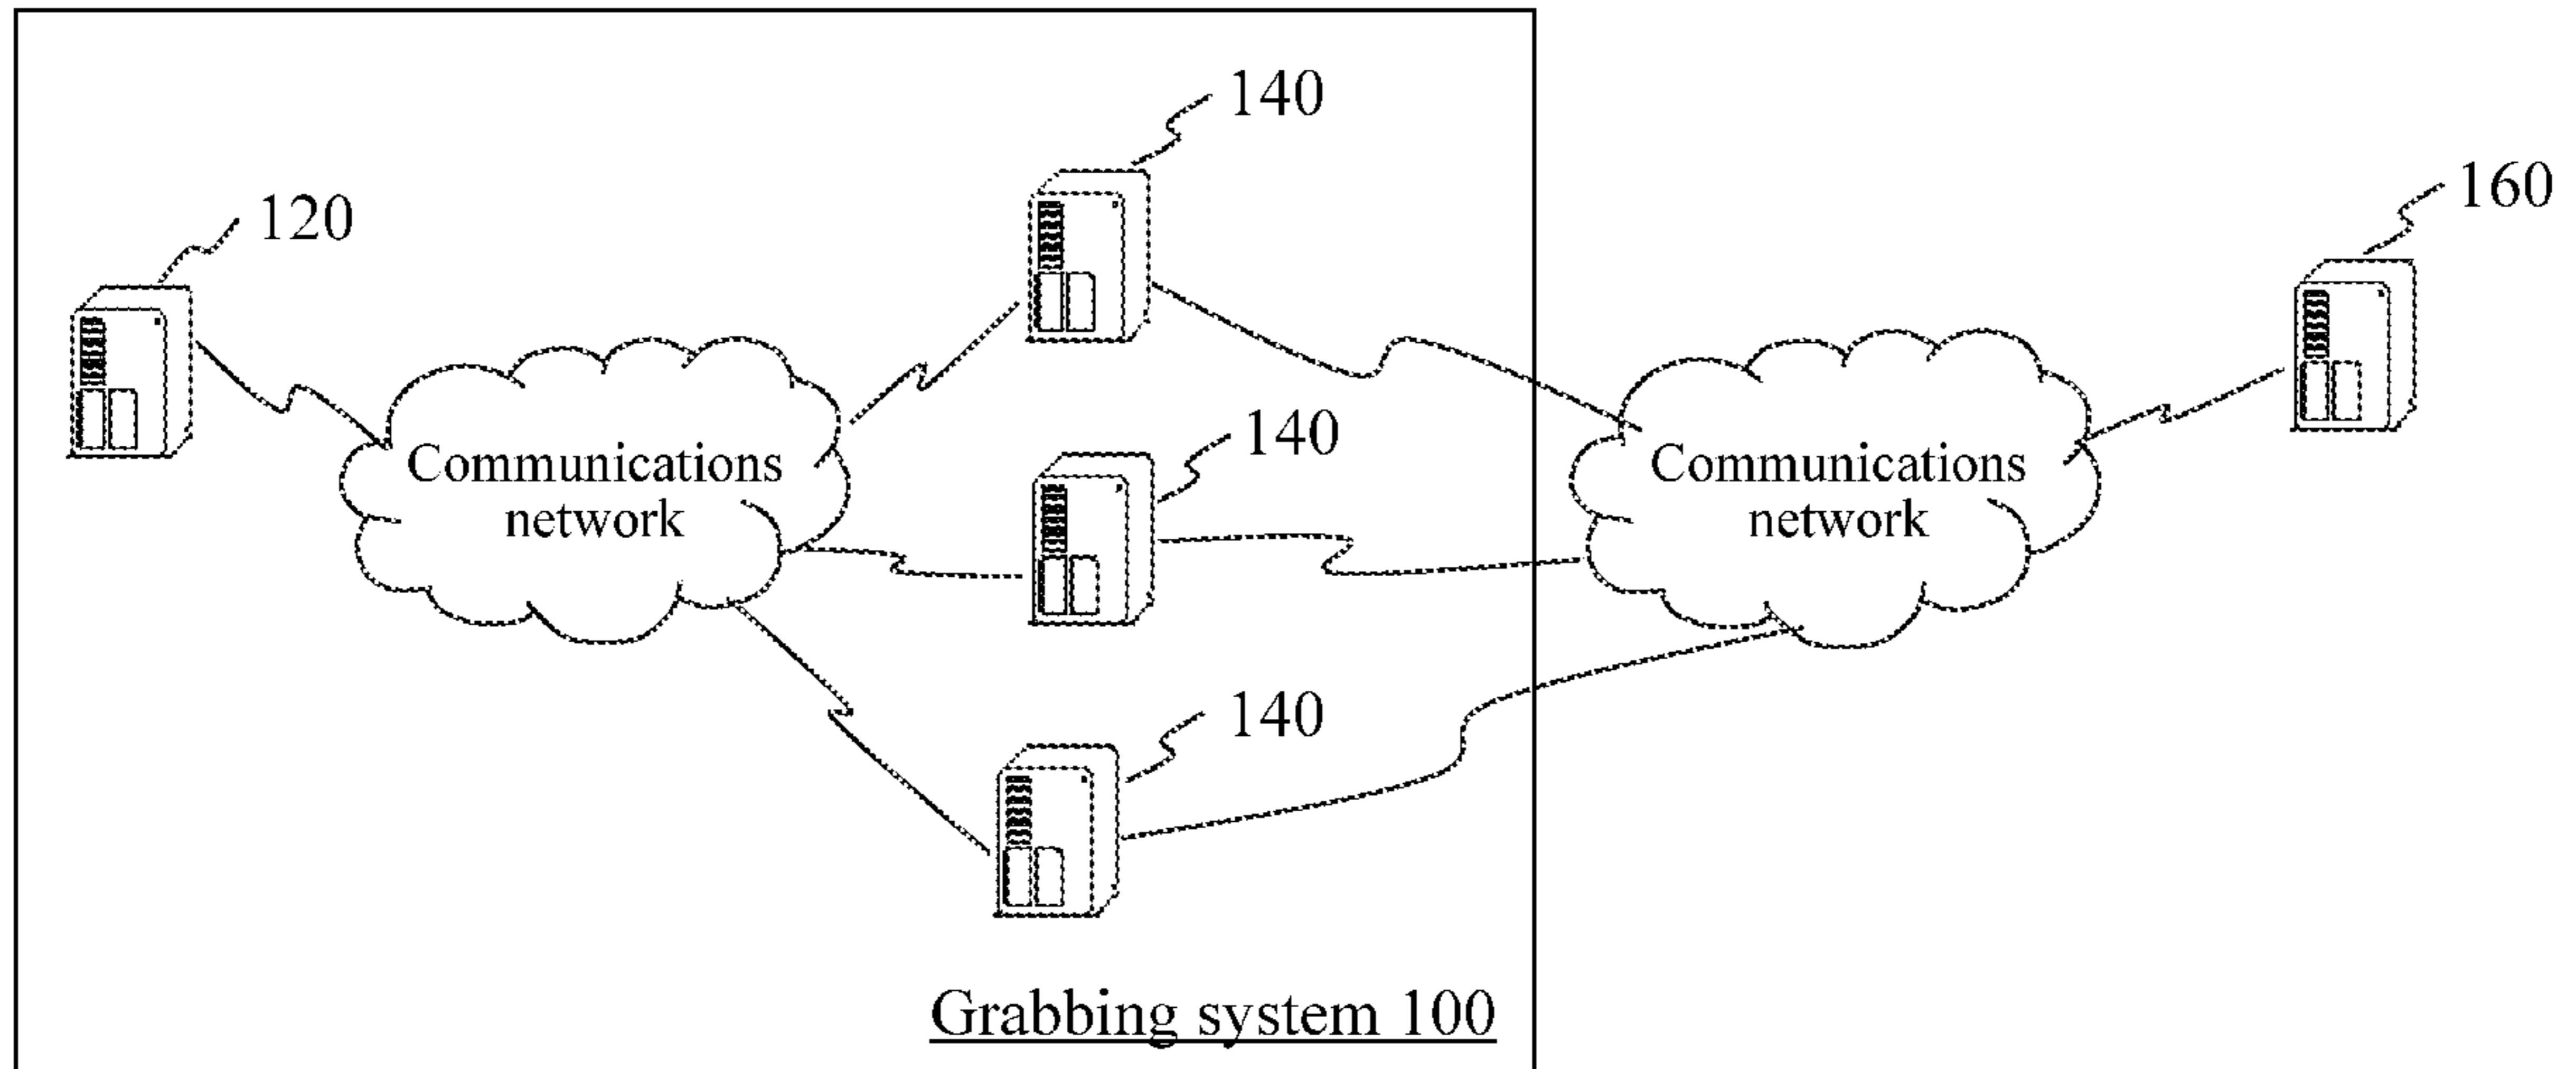 140
160
120
Communications
network
140
Communications
network
140
Grabbing system 100